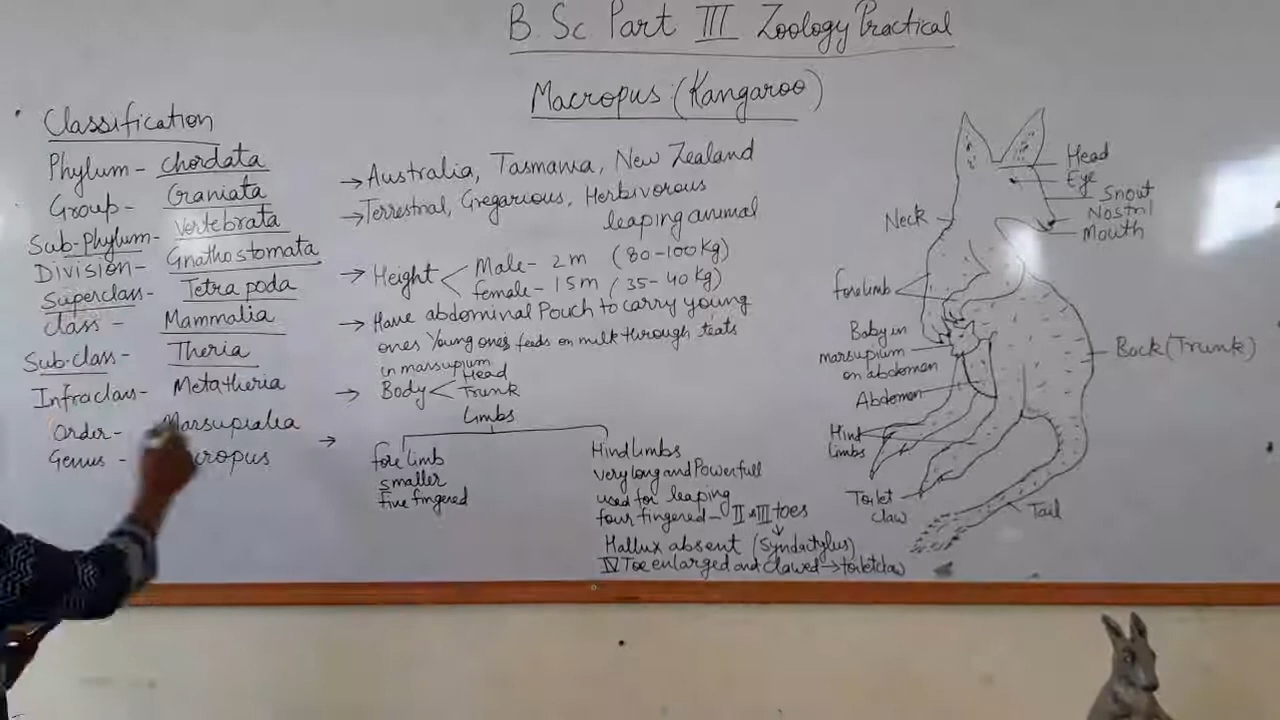 B. Sc Part III Zoology Practical
Macropus (Kangaroo)
Classification
Phylum - Chordata
Group - Craniata
Sub-Phylum - Vertebrata
Division - Gnathostomata
Superclass - Tetrapoda
Class - Mammalia
Sub-class - Theria
Infraclass - Metatheria
Order - Marsupialia
Genus - cropus
→ Australia, Tasmania, New Zealand
→ Terrestrial, Gregarious, Herbivorous
leaping animal
→ Height < Male - 2 m (80-100 Kg)
Female - 1.5 m (35-40 Kg)
→ Have abdominal Pouch to carry young
ones Young ones feeds on milk through teats
in marsupium
→ Body < Head
Trunk
Limbs
→
fore limb
smaller
five fingered
Hind limbs
very long and Powerfull
used for leaping
four fingered - II & III toes
Hallux absent (Syndactylus)
IV Toe enlarged and clawed → toiletclaw
Head
Eye
Snout
Nostril
Mouth
Neck
forelimb
Baby in
marsupium
on abdomen
Abdomen
Hind
Limbs
Toilet
claw
Tail
Back (Trunk)